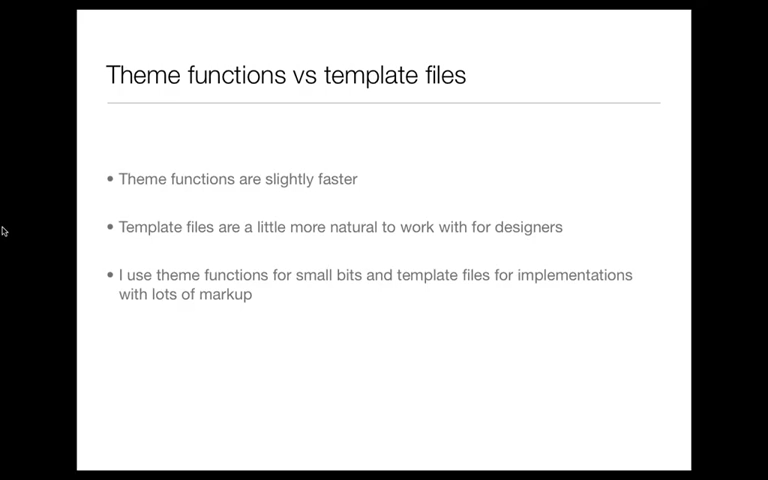 Theme functions vs template files
• Theme functions are slightly faster
• Template files are a little more natural to work with for designers
• I use theme functions for small bits and template files for implementations
with lots of markup